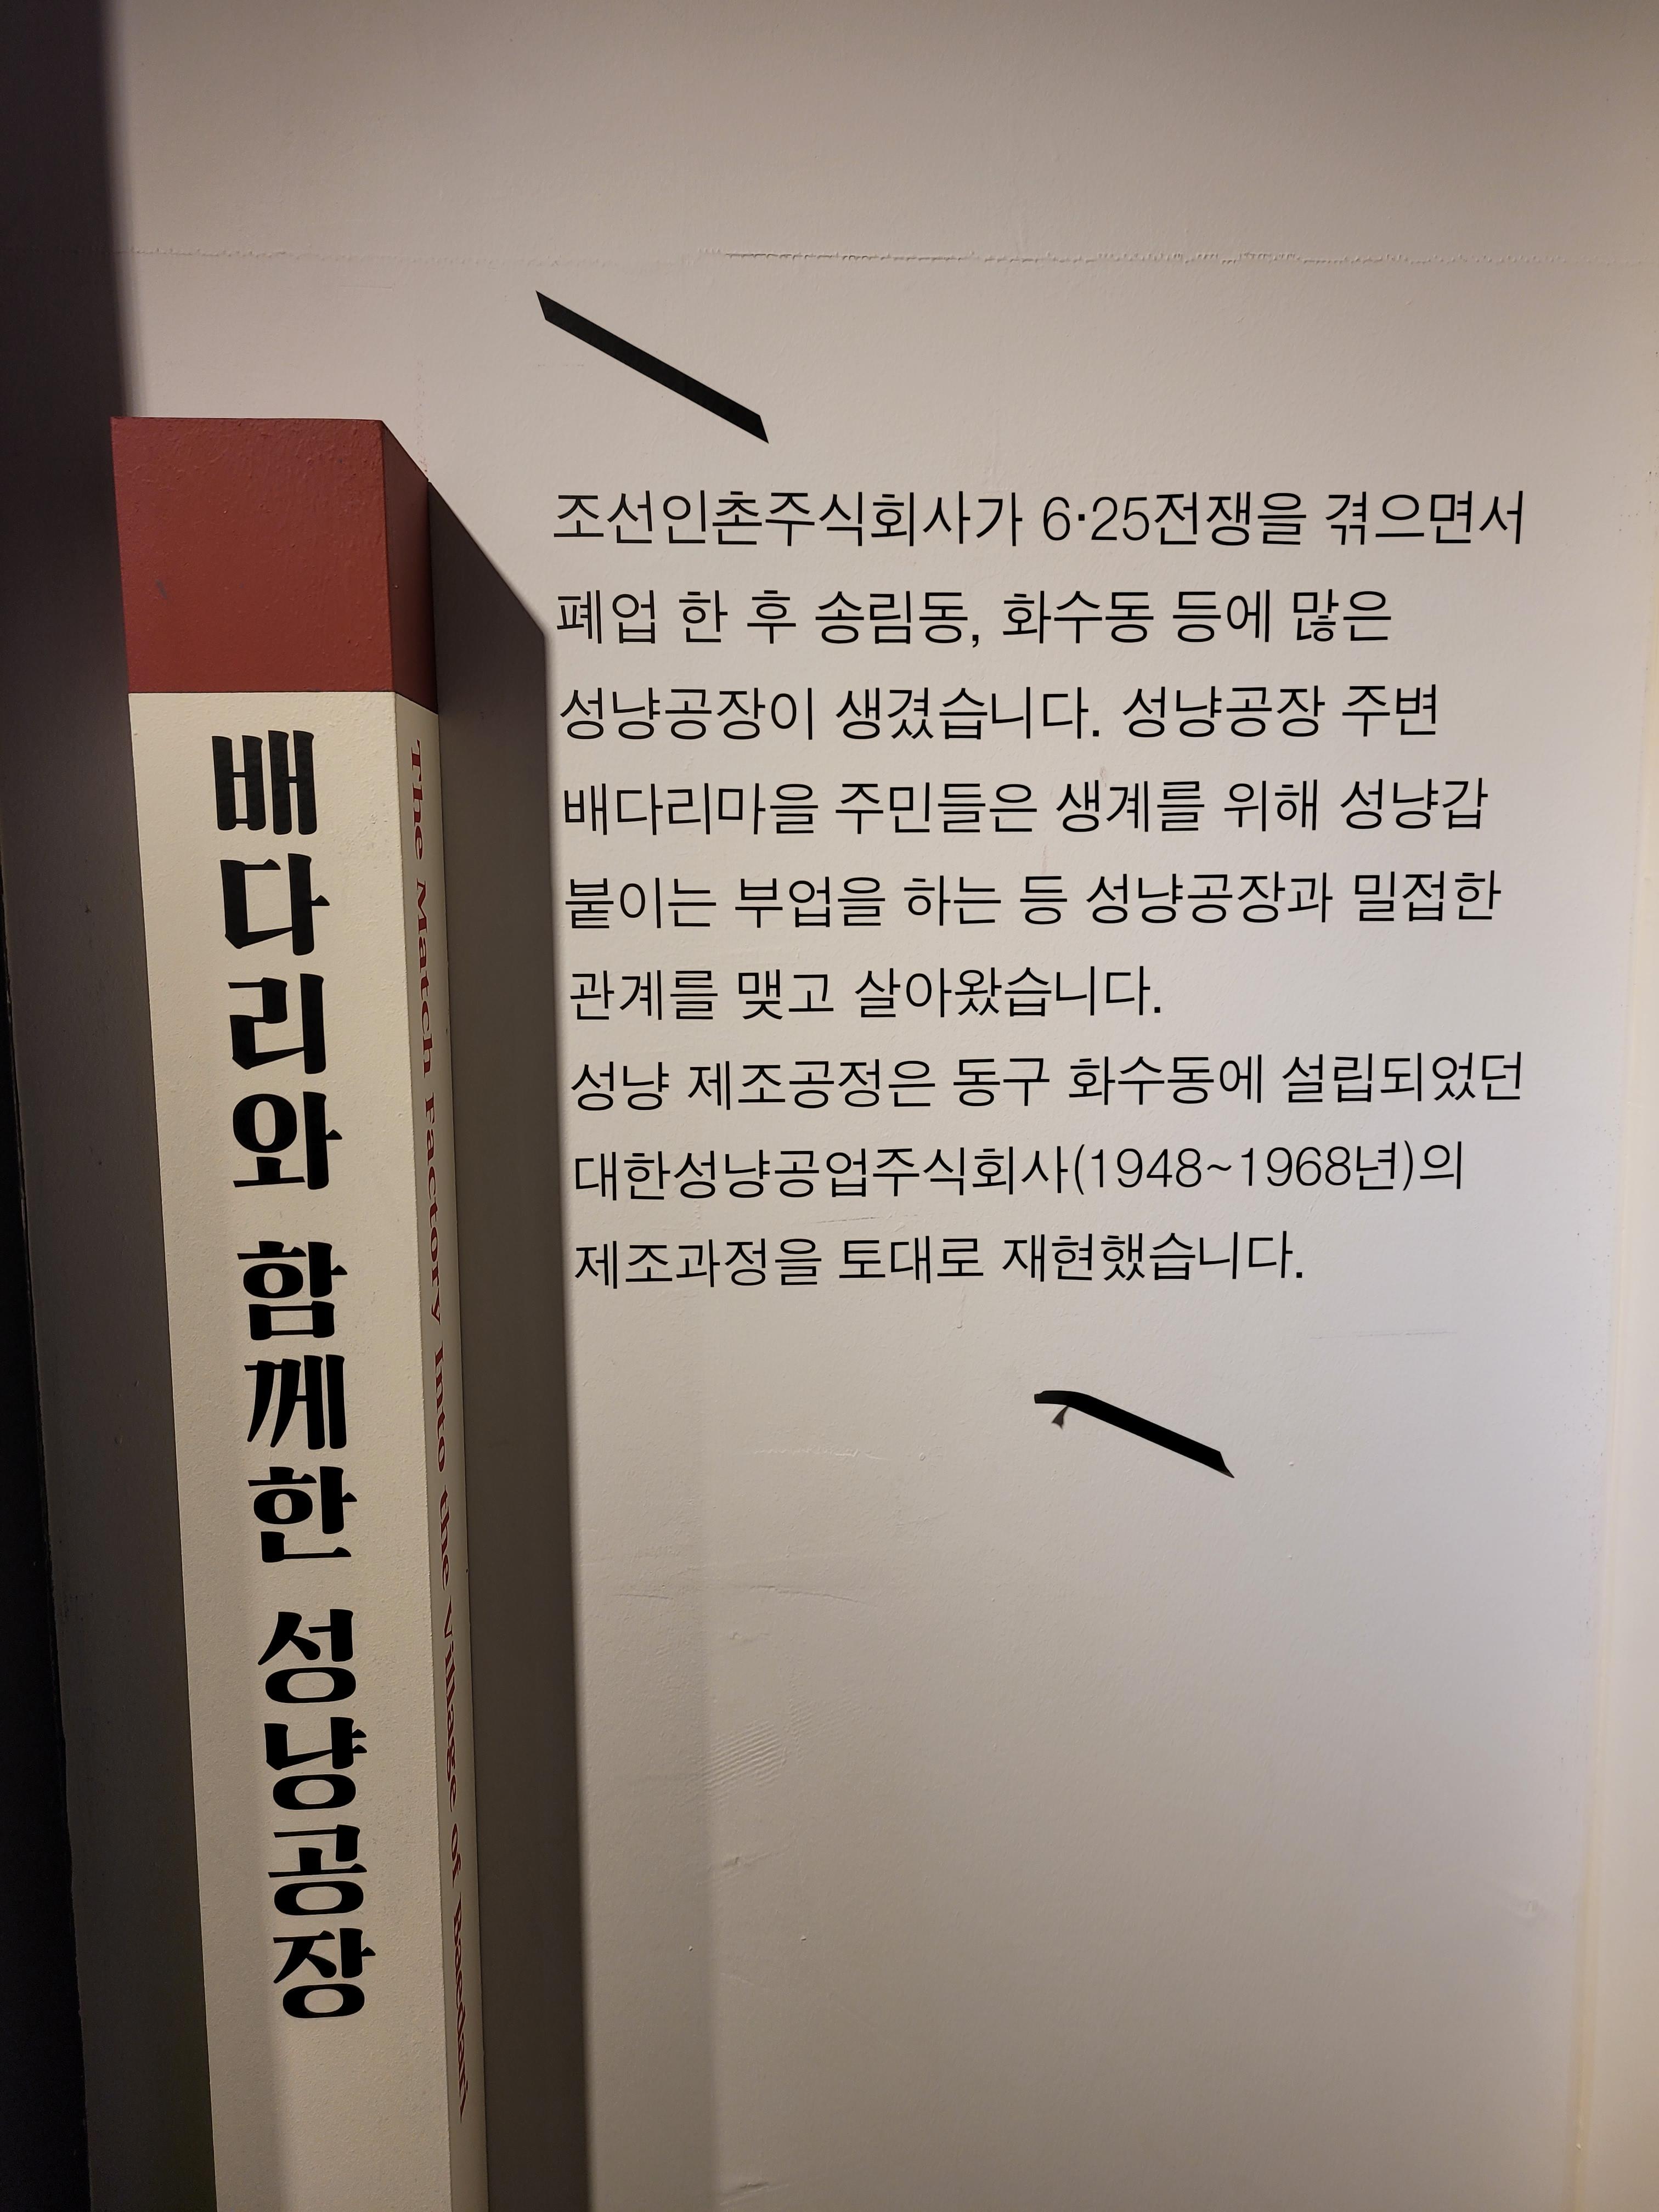 배다리와 함께한 성냥공장
The Match Factory Into the Village of Baedari
조선인촌주식회사가 6·25전쟁을 겪으면서
폐업 한 후 송림동, 화수동 등에 많은
성냥공장이 생겼습니다. 성냥공장 주변
배다리마을 주민들은 생계를 위해 성냥갑
붙이는 부업을 하는 등 성냥공장과 밀접한
관계를 맺고 살아왔습니다.
성냥 제조공정은 동구 화수동에 설립되었던
대한성냥공업주식회사(1948~1968년)의
제조과정을 토대로 재현했습니다.